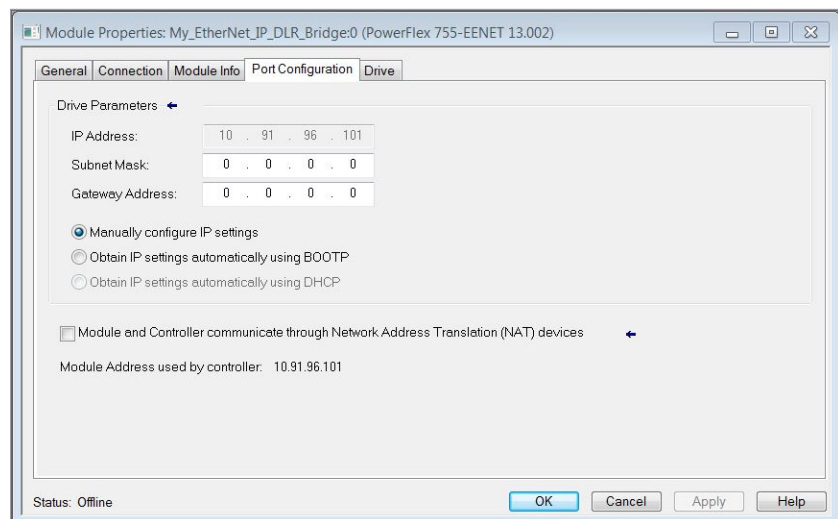 Module Properties: My_EtherNet_IP_DLR_Bridge:0 (PowerFlex 755-EENET 13.002)
General Connection Module Info Port Configuration Drive
Drive Parameters
IP Address: 10 . 91 . 96 . 101
Subnet Mask: 0 . 0 . 0 . 0
Gateway Address: 0 . 0 . 0 . 0
Manually configure IP settings
Obtain IP settings automatically using BOOTP
Obtain IP settings automatically using DHCP
Module and Controller communicate through Network Address Translation (NAT) devices
Module Address used by controller: 10.91.96.101
Status: Offline OK Cancel Apply Help